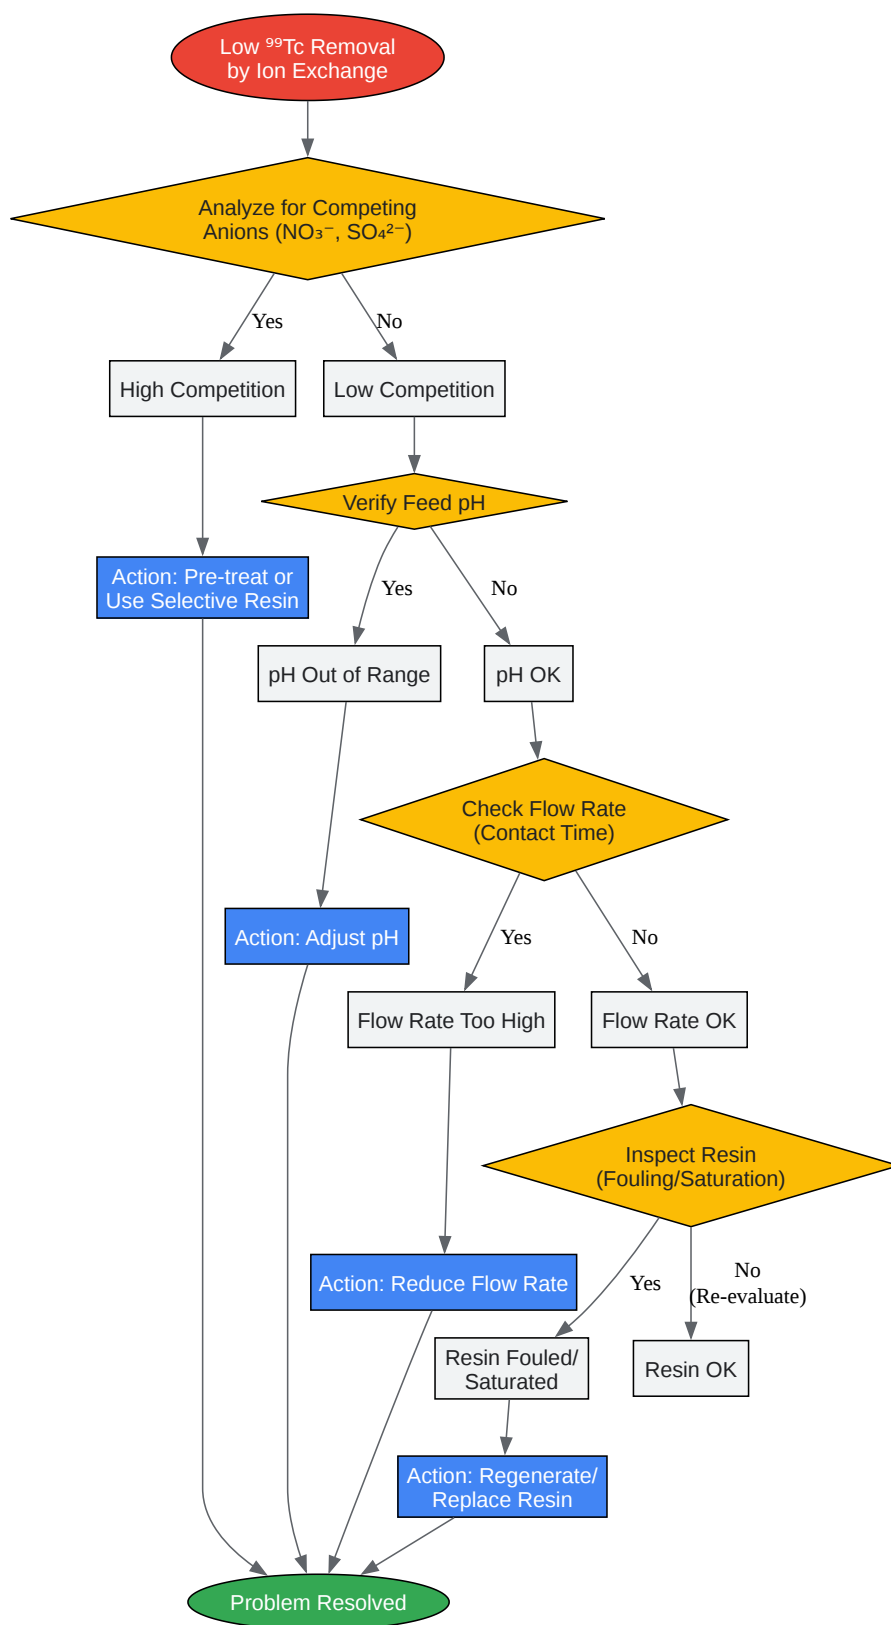 Low ⁹⁹Tc Removal
by Ion Exchange
Analyze for Competing
Anions (NO₃⁻, SO₄²⁻)
Yes
No
High Competition
Low Competition
Verify Feed pH
Action: Pre-treat or
Use Selective Resin
Yes
No
pH Out of Range
pH OK
Check Flow Rate
(Contact Time)
Action: Adjust pH
Yes
No
Flow Rate Too High
Flow Rate OK
Inspect Resin
(Fouling/Saturation)
Action: Reduce Flow Rate
Yes
No
(Re-evaluate)
Resin Fouled/
Saturated
Resin OK
Action: Regenerate/
Replace Resin
Problem Resolved